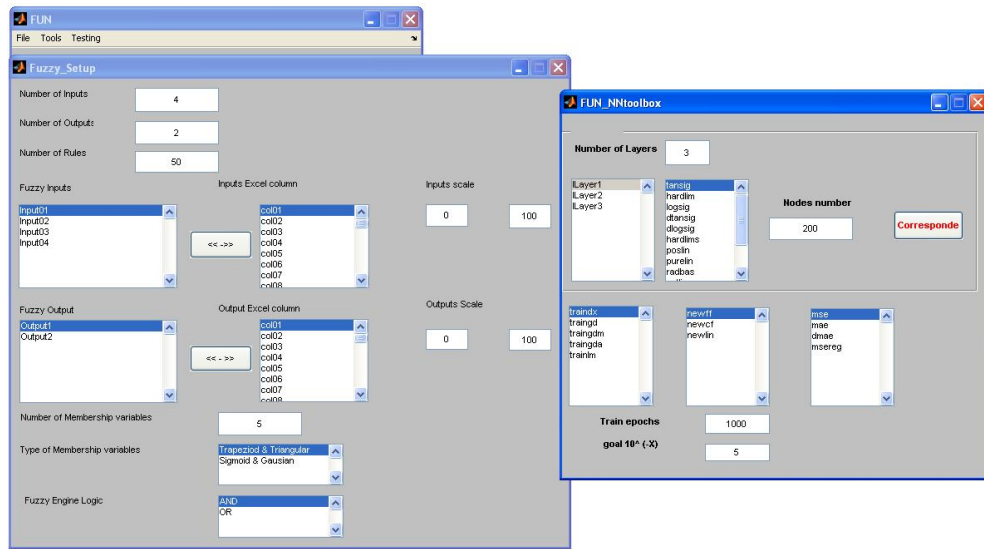 FUN
File Tools Testing
Fuzzy_Setup
Number of Inputs
4
Number of Outputs
2
Number of Rules
50
Fuzzy Inputs
Inputs Excel column
Inputs scale
Input01
Input02
Input03
Input04
<< ->>
col01
col02
col03
col04
col05
col06
col07
col08
0
100
Fuzzy Output
Output Excel column
Outputs Scale
Output1
Output2
<< - >>
col01
col02
col03
col04
col05
col06
col07
col08
0
100
Number of Membership variables
5
Type of Membership variables
Trapeziod & Triangular
Sigmoid & Gausian
Fuzzy Engine Logic
AND
OR
FUN_NNtoolbox
Number of Layers
3
lLayer1
lLayer2
lLayer3
tansig
hardlim
logsig
dtansig
dlogsig
hardlims
poslin
purelin
radbas
Nodes number
200
Corresponde
traindx
traingd
traingdm
traingda
trainlm
newff
newcf
newlin
mse
mae
dmae
msereg
Train epochs
1000
goal 10^ (-X)
5